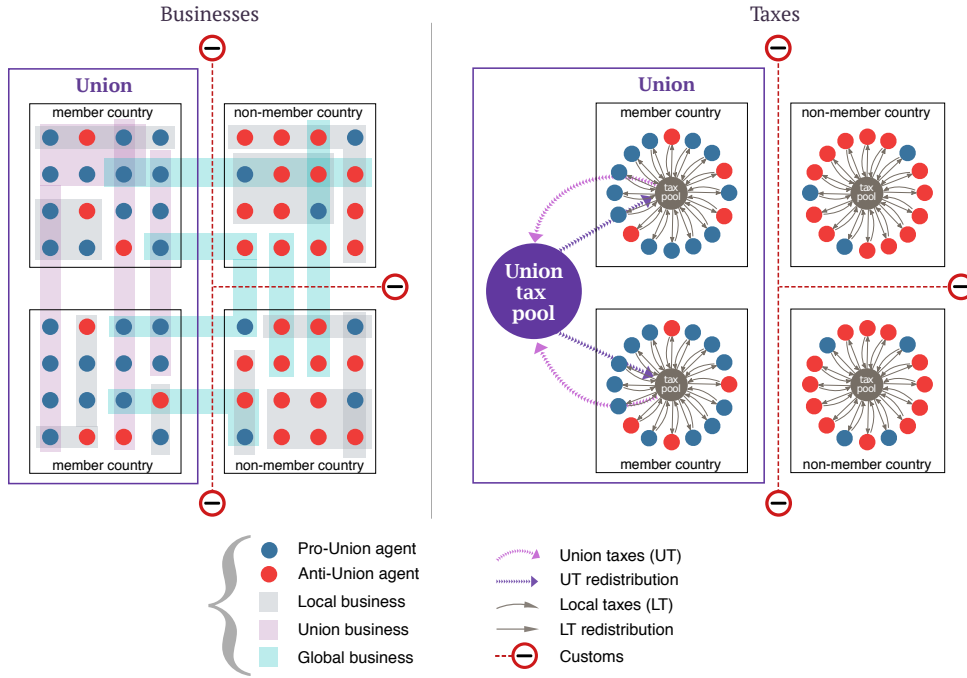 Businesses
Taxes
Union
member country
non-member country
member country
non-member country
Union
member country
non-member country
tax
pool
tax
pool
Union
tax
pool
tax
pool
tax
pool
member country
non-member country
Pro-Union agent
Anti-Union agent
Local business
Union business
Global business
Union taxes (UT)
UT redistribution
Local taxes (LT)
LT redistribution
Customs